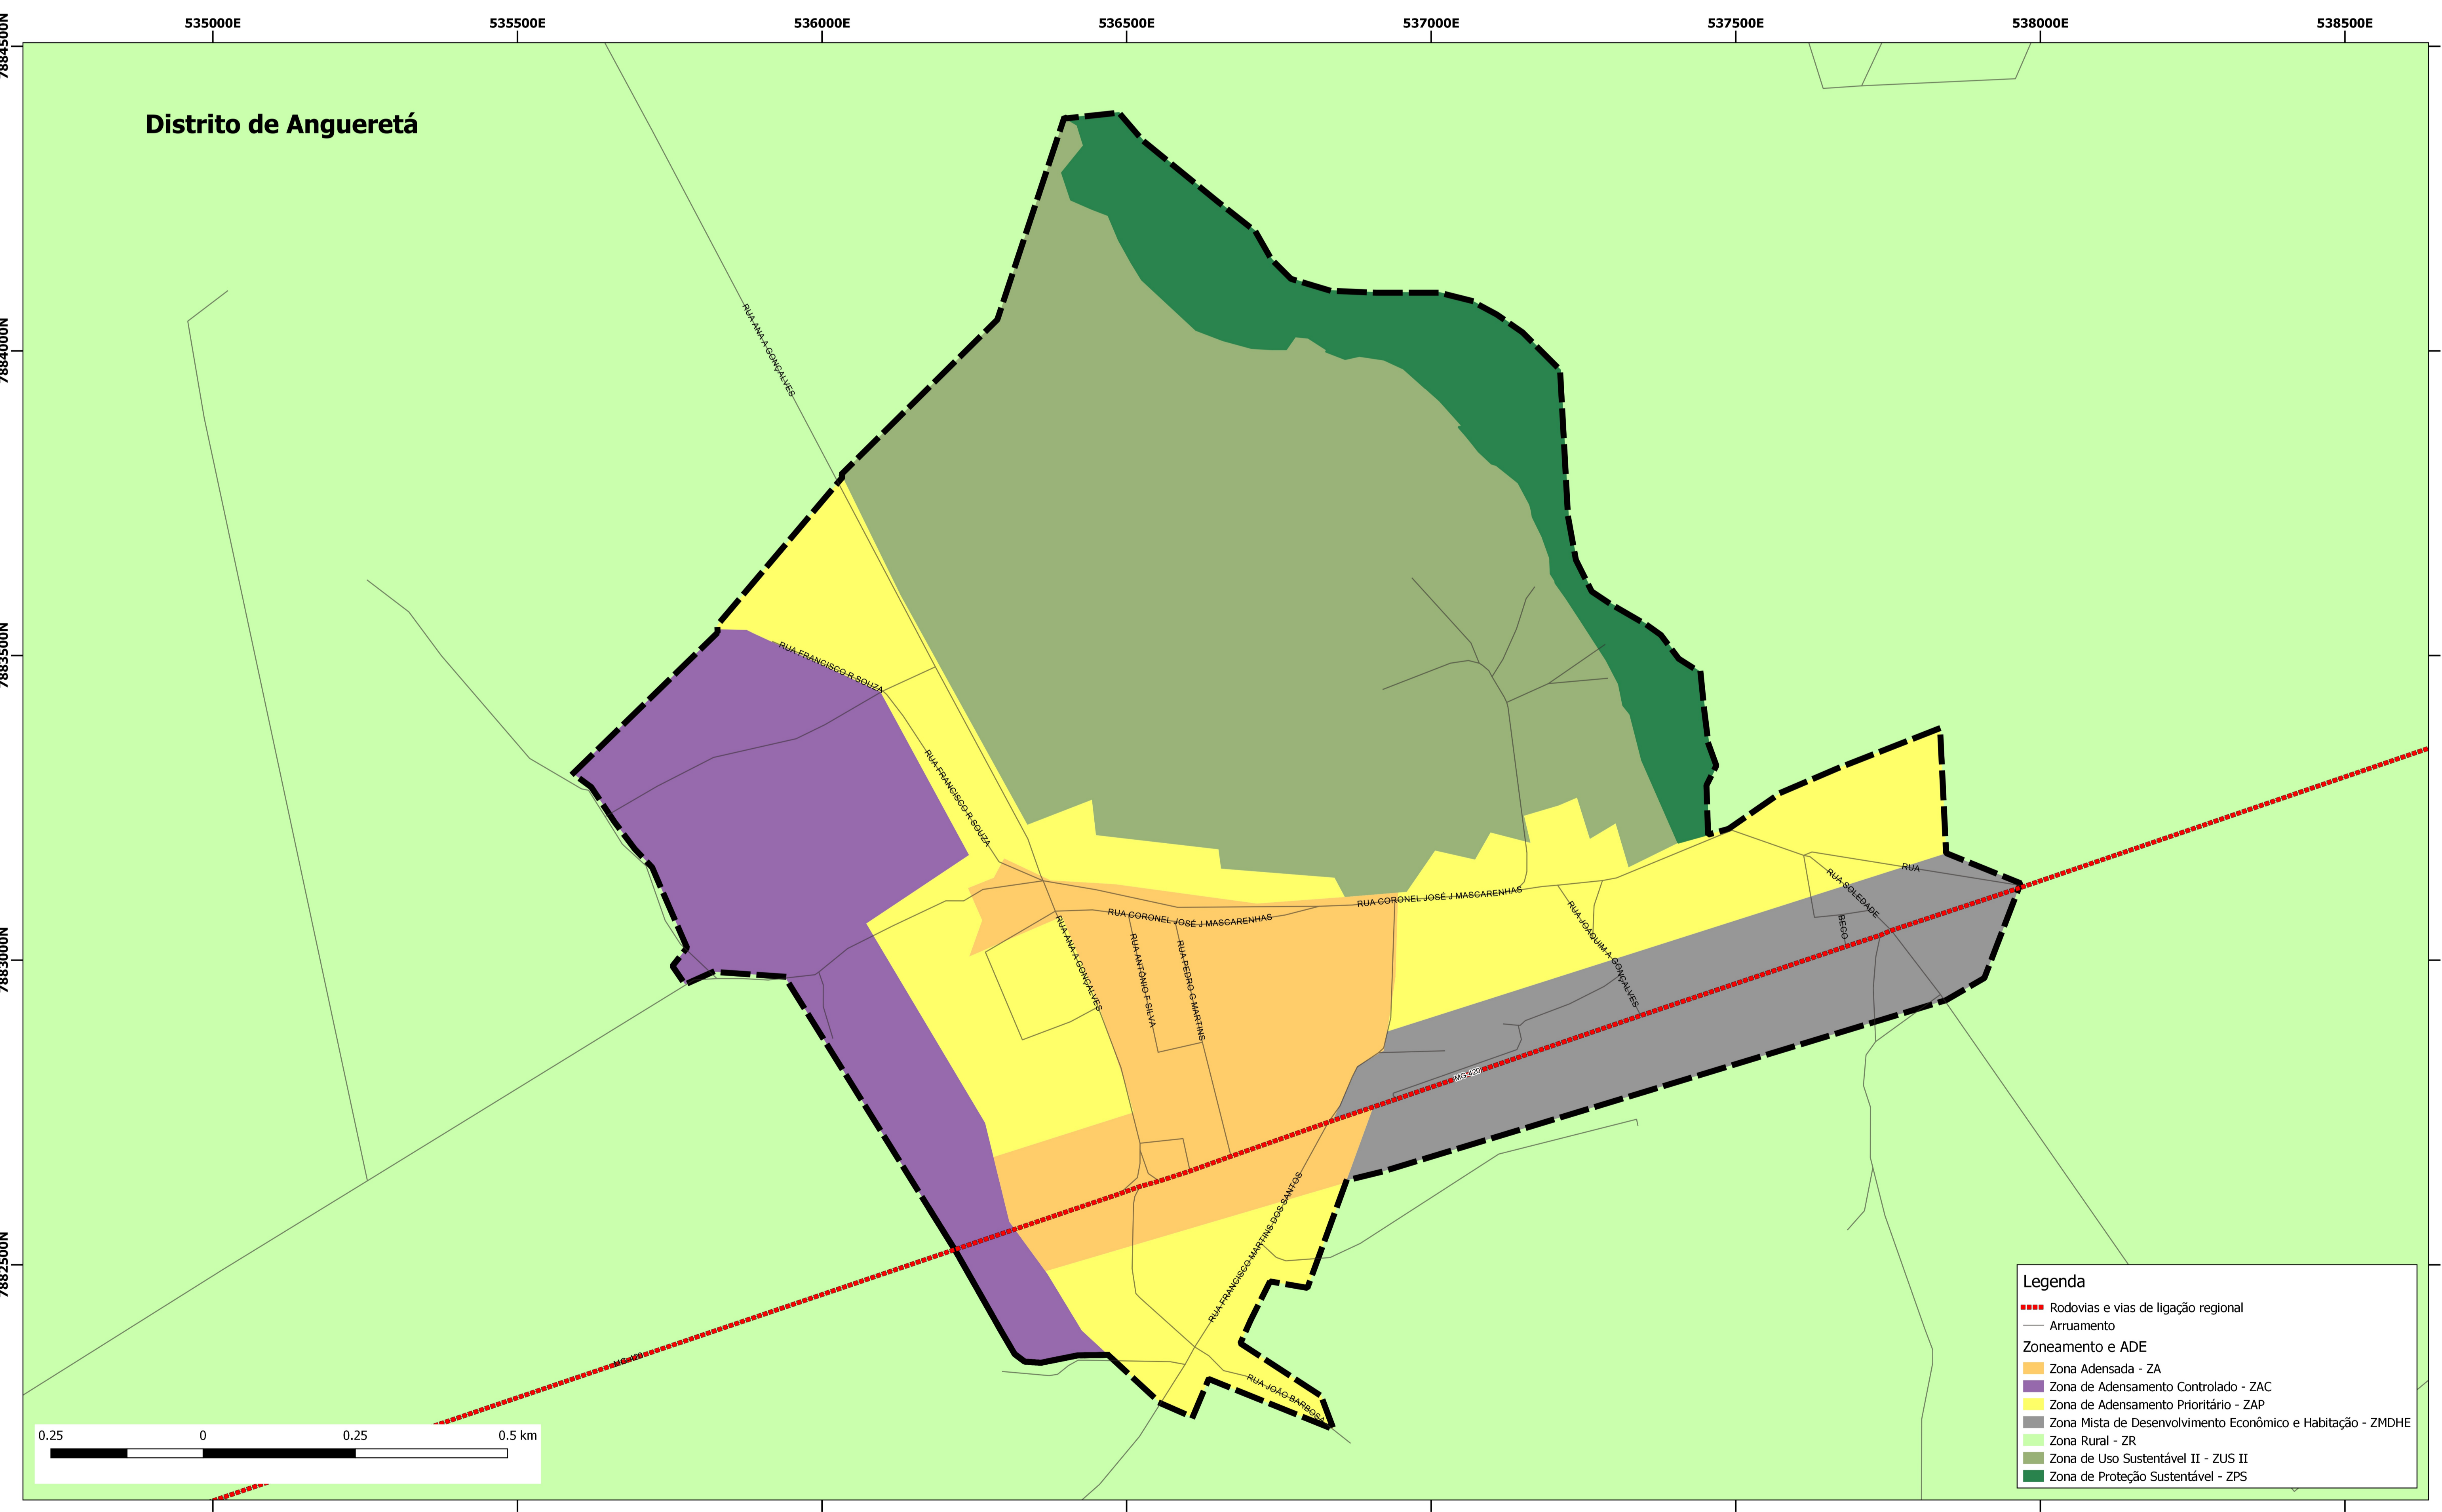 535000E 535500E 536000E 536500E 537000E 537500E 538000E 538500E
7884500N
Distrito de Angueretá
7884000N
RUA ANA A GONÇALVES
7883500N
RUA FRANCISCO R SOUZA
RUA FRANCISCO R SOUZA
RUA
RUA SOLEDADE
RUA CORONEL JOSÉ J MASCARENHAS
RUA CORONEL JOSÉ J MASCARENHAS
RUA JOAQUIM A GONÇALVES
BECO
RUA ANA A GONÇALVES
RUA ANTÔNIO F SILVA
RUA PEDRO G MARTINS
7883000N
MG 420
RUA FRANCISCO MARTINS DOS SANTOS
7882500N
MG 420
RUA JOÃO BARBOSA
Legenda
Rodovias e vias de ligação regional
Arruamento
Zoneamento e ADE
Zona Adensada - ZA
Zona de Adensamento Controlado - ZAC
Zona de Adensamento Prioritário - ZAP
Zona Mista de Desenvolvimento Econômico e Habitação - ZMDHE
Zona Rural - ZR
Zona de Uso Sustentável II - ZUS II
Zona de Proteção Sustentável - ZPS
0.25 0 0.25 0.5 km